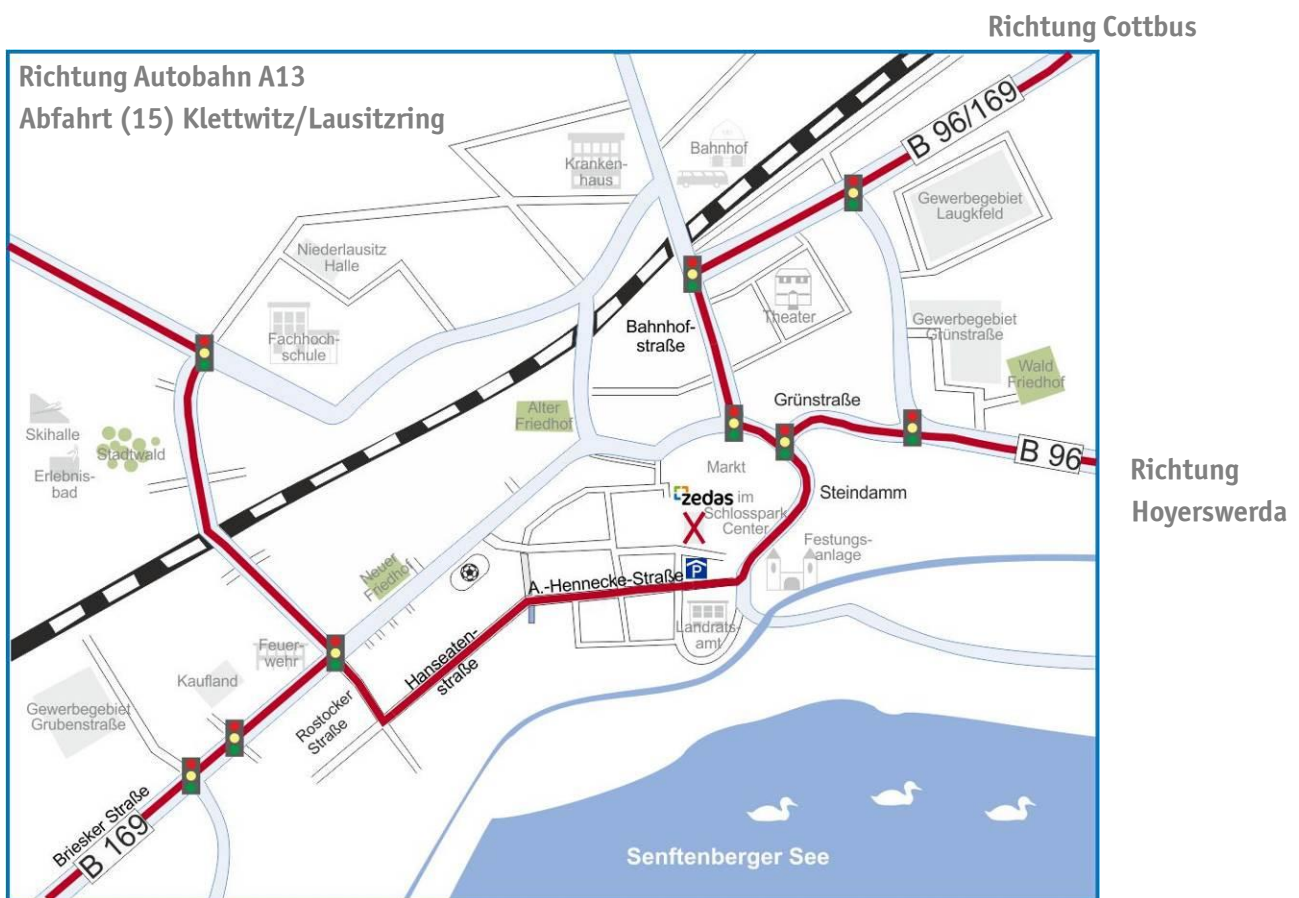 Richtung Cottbus
Richtung Autobahn A13
Abfahrt (15) Klettwitz/Lausitzring
B 96/169
Kranken-
haus
Bahnhof
Gewerbegebiet
Laugkfeld
Niederlausitz
Halle
Fachhoch-
schule
Bahnhof-
straße
Theater
Gewerbegebiet
Grünstraße
Wald
Friedhof
Alter
Friedhof
Grünstraße
Skihalle
Stadtwald
Erlebnis-
bad
B 96
Richtung
Hoyerswerda
Markt
zedas im
Schlosspark
Center
Steindamm
Festungs-
anlage
Neuer
Friedhof
A.-Hennecke-Straße
P
Landrats-
amt
Feuer-
wehr
Kaufland
Hanseaten-
straße
Rostocker
Straße
Gewerbegebiet
Grubenstraße
Briesker Straße
B 169
Senftenberger See